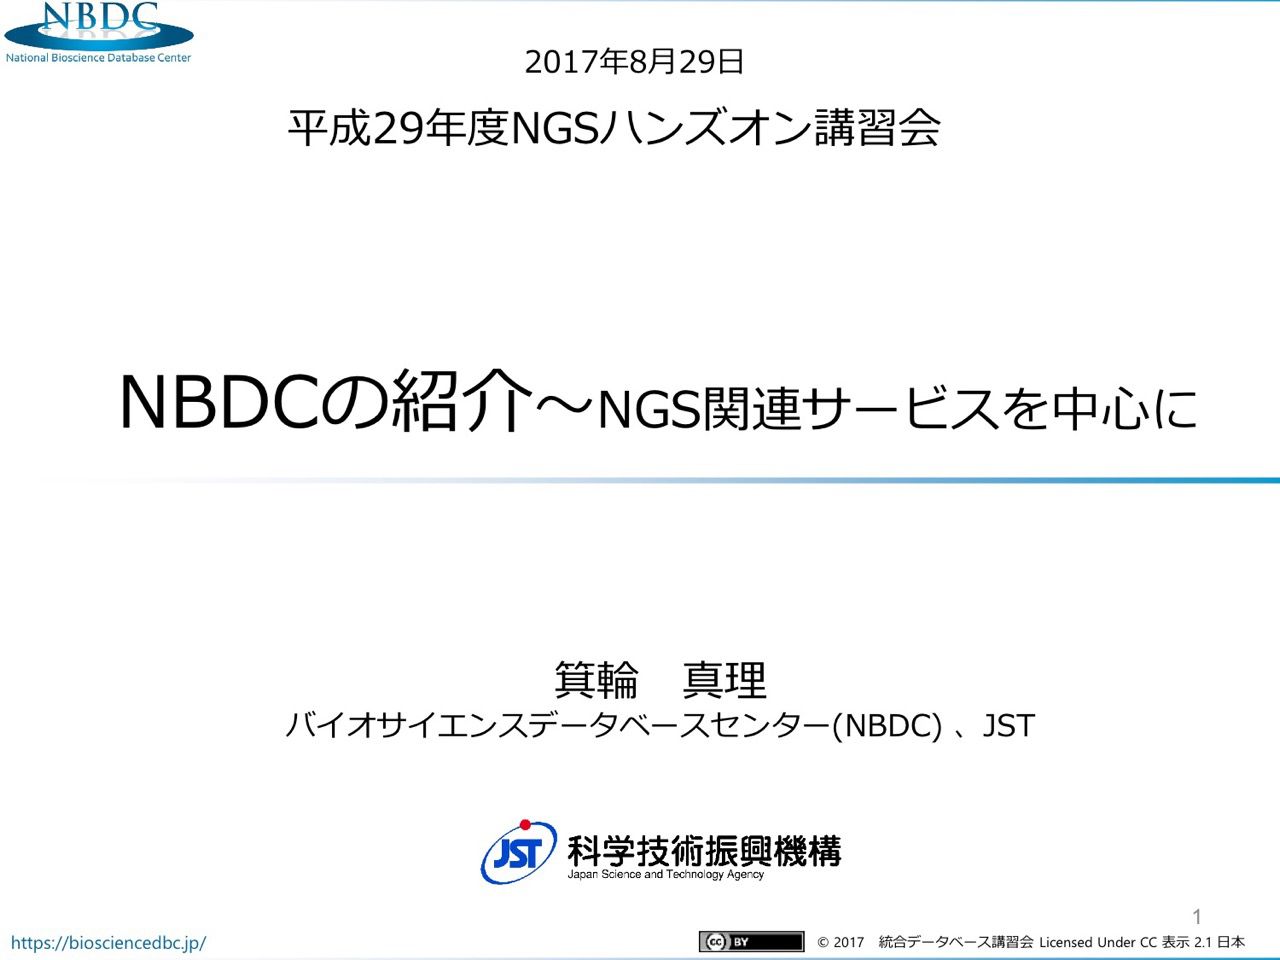 NBDC
National Bioscience Database Center
2017年8月29日
平成29年度NGSハンズオン講習会
NBDCの紹介～NGS関連サービスを中心に
箕輪　真理
バイオサイエンスデータベースセンター(NBDC) 、JST
JST 科学技術振興機構
Japan Science and Technology Agency
1
https://biosciencedbc.jp/
cc BY © 2017　統合データベース講習会 Licensed Under CC 表示 2.1 日本